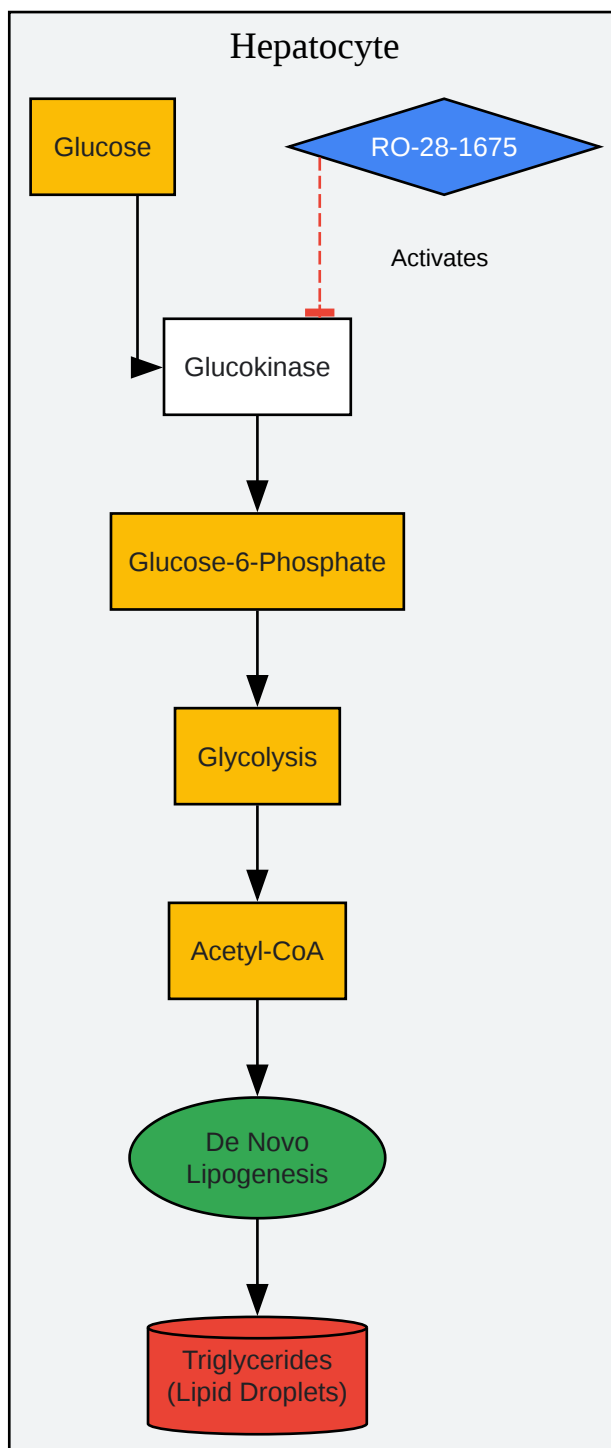 Hepatocyte
Glucose
RO-28-1675
Activates
Glucokinase
Glucose-6-Phosphate
Glycolysis
Acetyl-CoA
De Novo
Lipogenesis
Triglycerides
(Lipid Droplets)